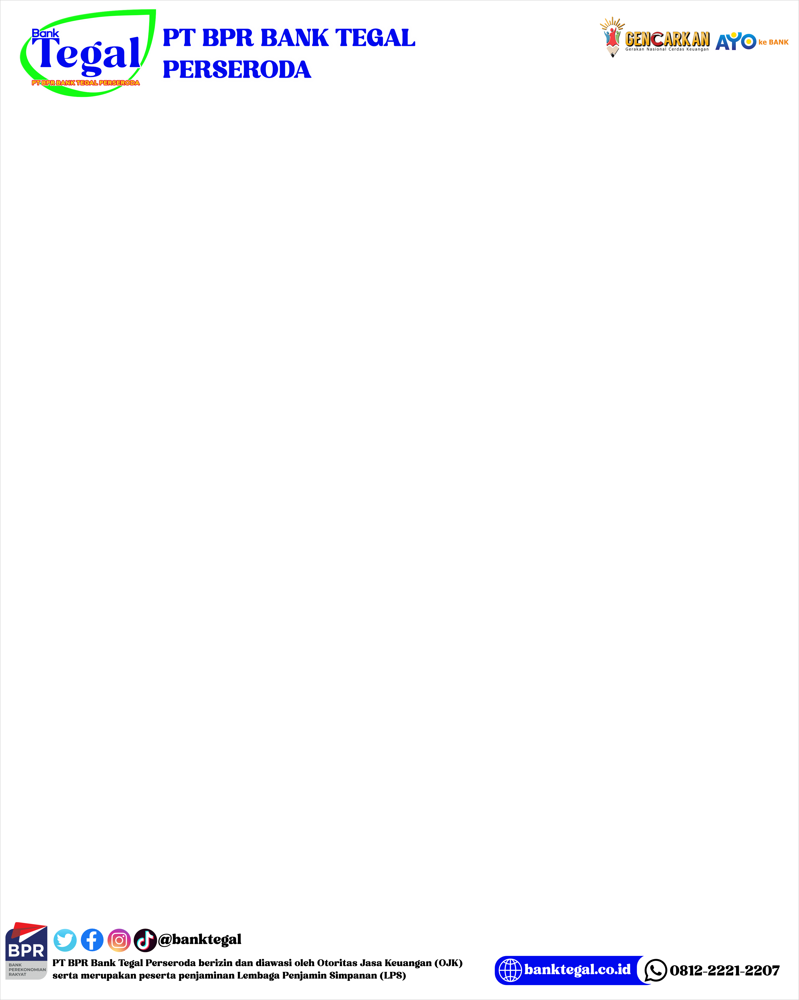 Bank
Tegal
PT BPR BANK TEGAL PERSERODA
PT BPR BANK TEGAL
PERSERODA
GENCARKAN
Gerakan Nasional Cerdas Keuangan
AYO ke BANK
BPR
BANK
PEREKONOMIAN
RAKYAT
@banktegal
PT BPR Bank Tegal Perseroda berizin dan diawasi oleh Otoritas Jasa Keuangan (OJK)
serta merupakan peserta penjaminan Lembaga Penjamin Simpanan (LPS)
banktegal.co.id
0812-2221-2207